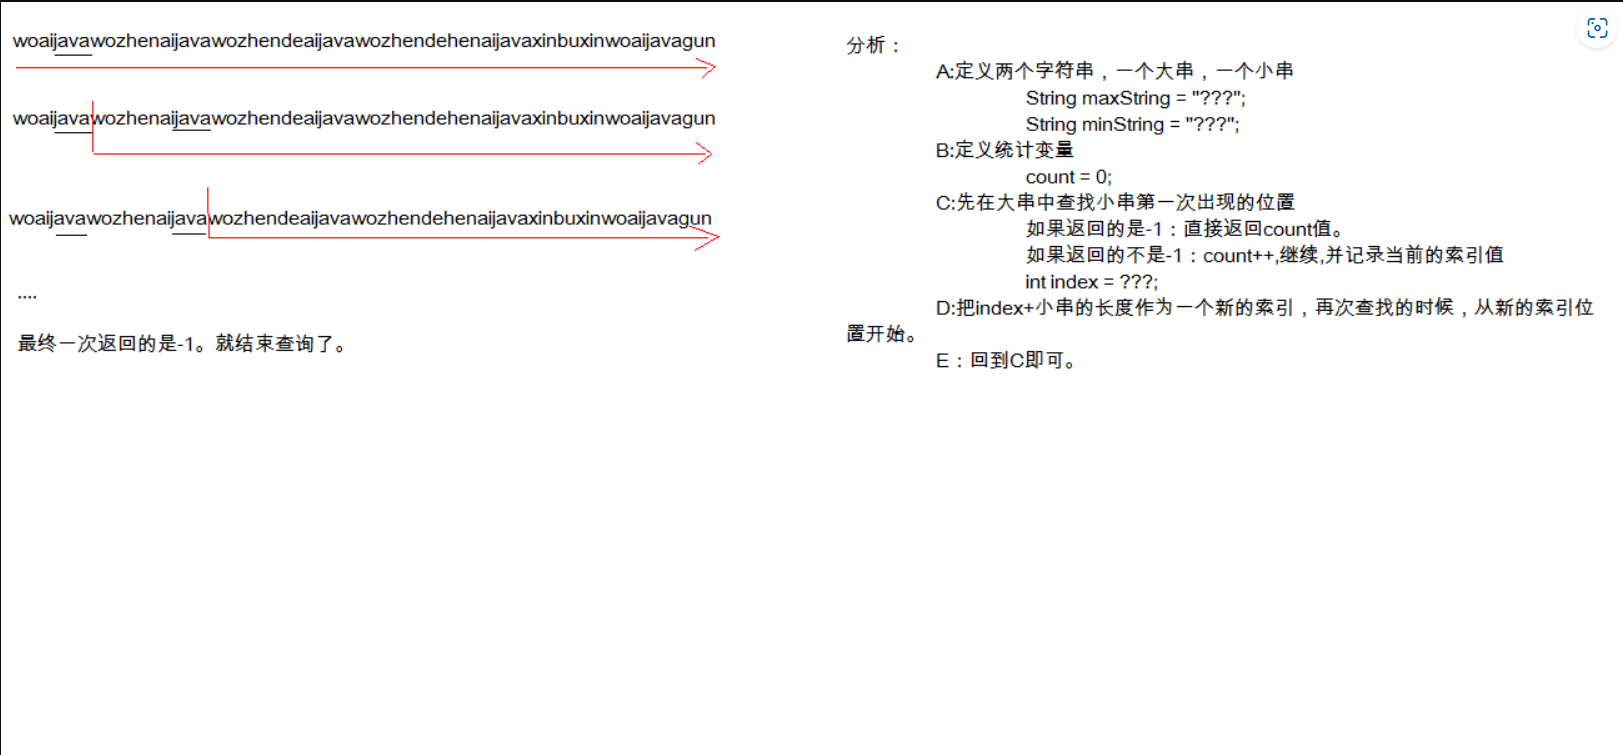 woaijavawozhenaijavawozhendeaijavawozhendehenaijavaxinbuxinwoaijavagun
woaijavawozhenaijavawozhendeaijavawozhendehenaijavaxinbuxinwoaijavagun
woaijavawozhenaijavawozhendeaijavawozhendehenaijavaxinbuxinwoaijavagun
....
最终一次返回的是-1。就结束查询了。
分析：
A:定义两个字符串，一个大串，一个小串
String maxString = "???";
String minString = "???";
B:定义统计变量
count = 0;
C:先在大串中查找小串第一次出现的位置
如果返回的是-1：直接返回count值。
如果返回的不是-1：count++,继续,并记录当前的索引值
int index = ???;
D:把index+小串的长度作为一个新的索引，再次查找的时候，从新的索引位
置开始。
E：回到C即可。